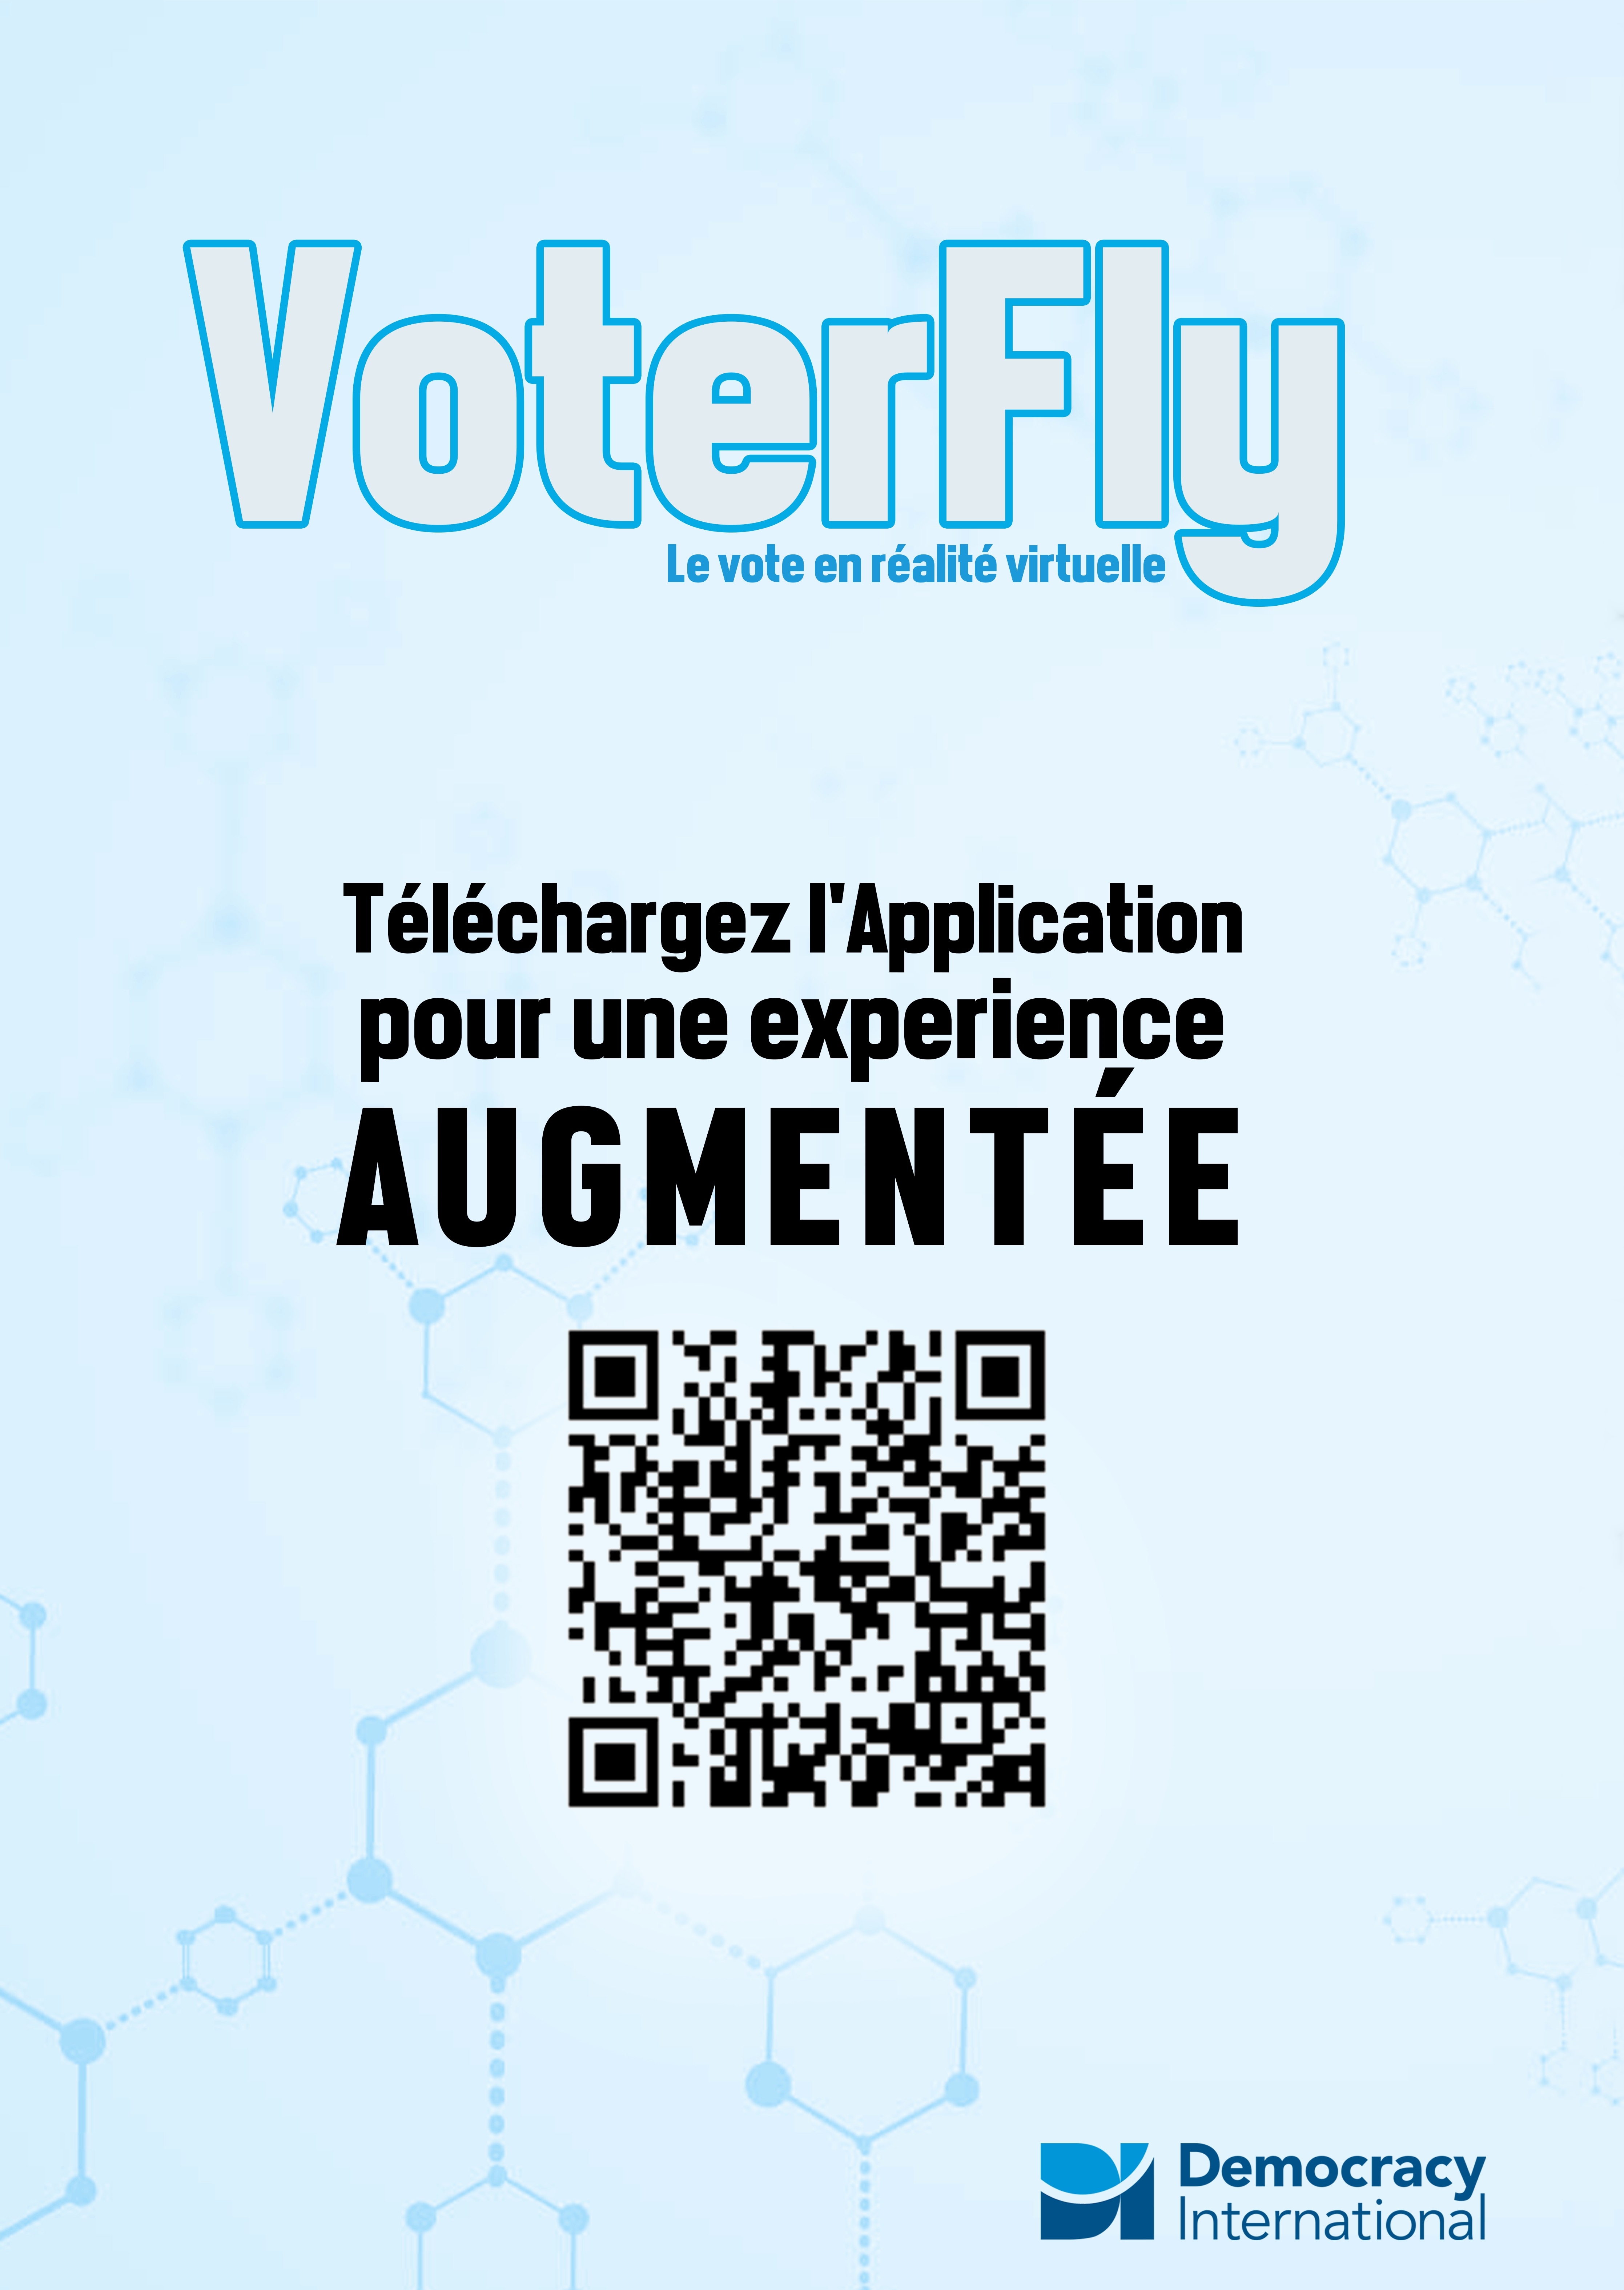 VoterFly
Le vote en réalité virtuelle
Téléchargez l'Application
pour une experience
AUGMENTÉE
Democracy
International